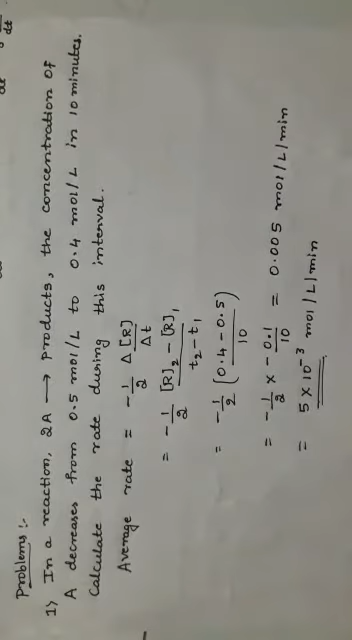 dt
Problems :-
1) In a reaction, 2A ⟶ products, the concentration of
A decreases from 0.5 mol/L to 0.4 mol/L in 10 minutes.
Calculate the rate during this interval.
Average rate = -1/2 Δ[R]/Δt
= -1/2 [R]₂-[R]₁/t₂-t₁
= -1/2 (0.4-0.5/10)
= -1/2 x -0.1/10 = 0.005 mol/L/min
= 5×10⁻³ mol/L/min